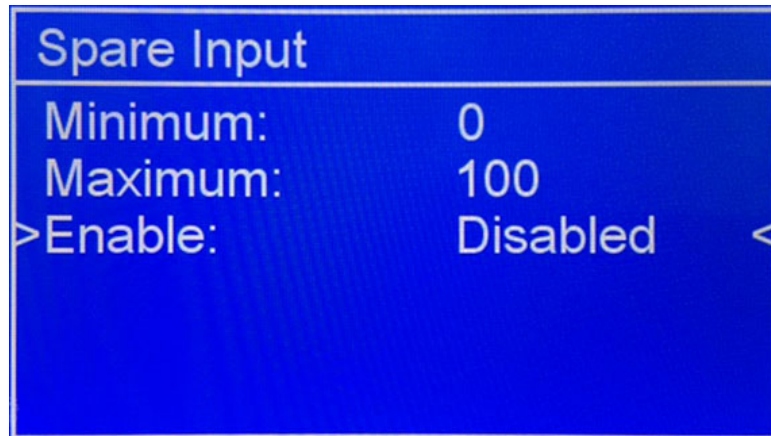 Spare Input
Minimum: 0
Maximum: 100
>Enable: Disabled <